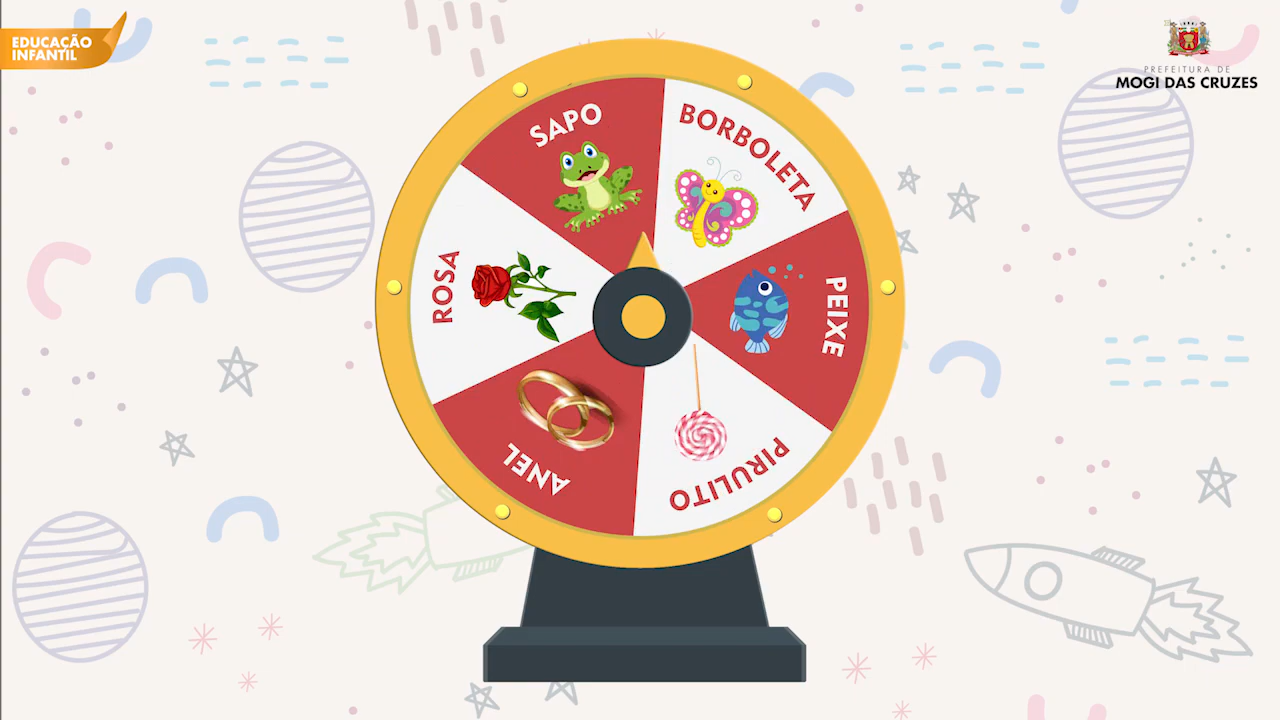 EDUCAÇÃO
INFANTIL
PREFEITURA DE
MOGI DAS CRUZES
SAPO
BORBOLETA
ROSA
PEIXE
ANEL
PIRULITO